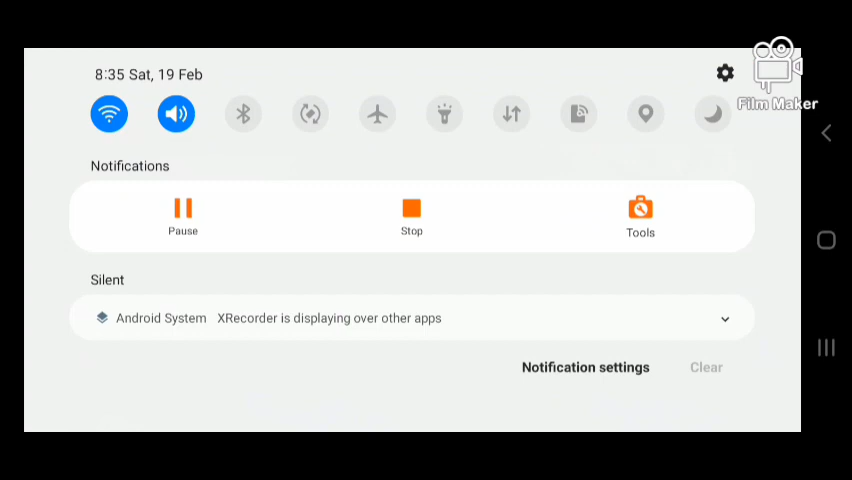 8:35 Sat, 19 Feb
Film Maker
Notifications
Pause
Stop
Tools
Silent
Android System XRecorder is displaying over other apps
Notification settings
Clear